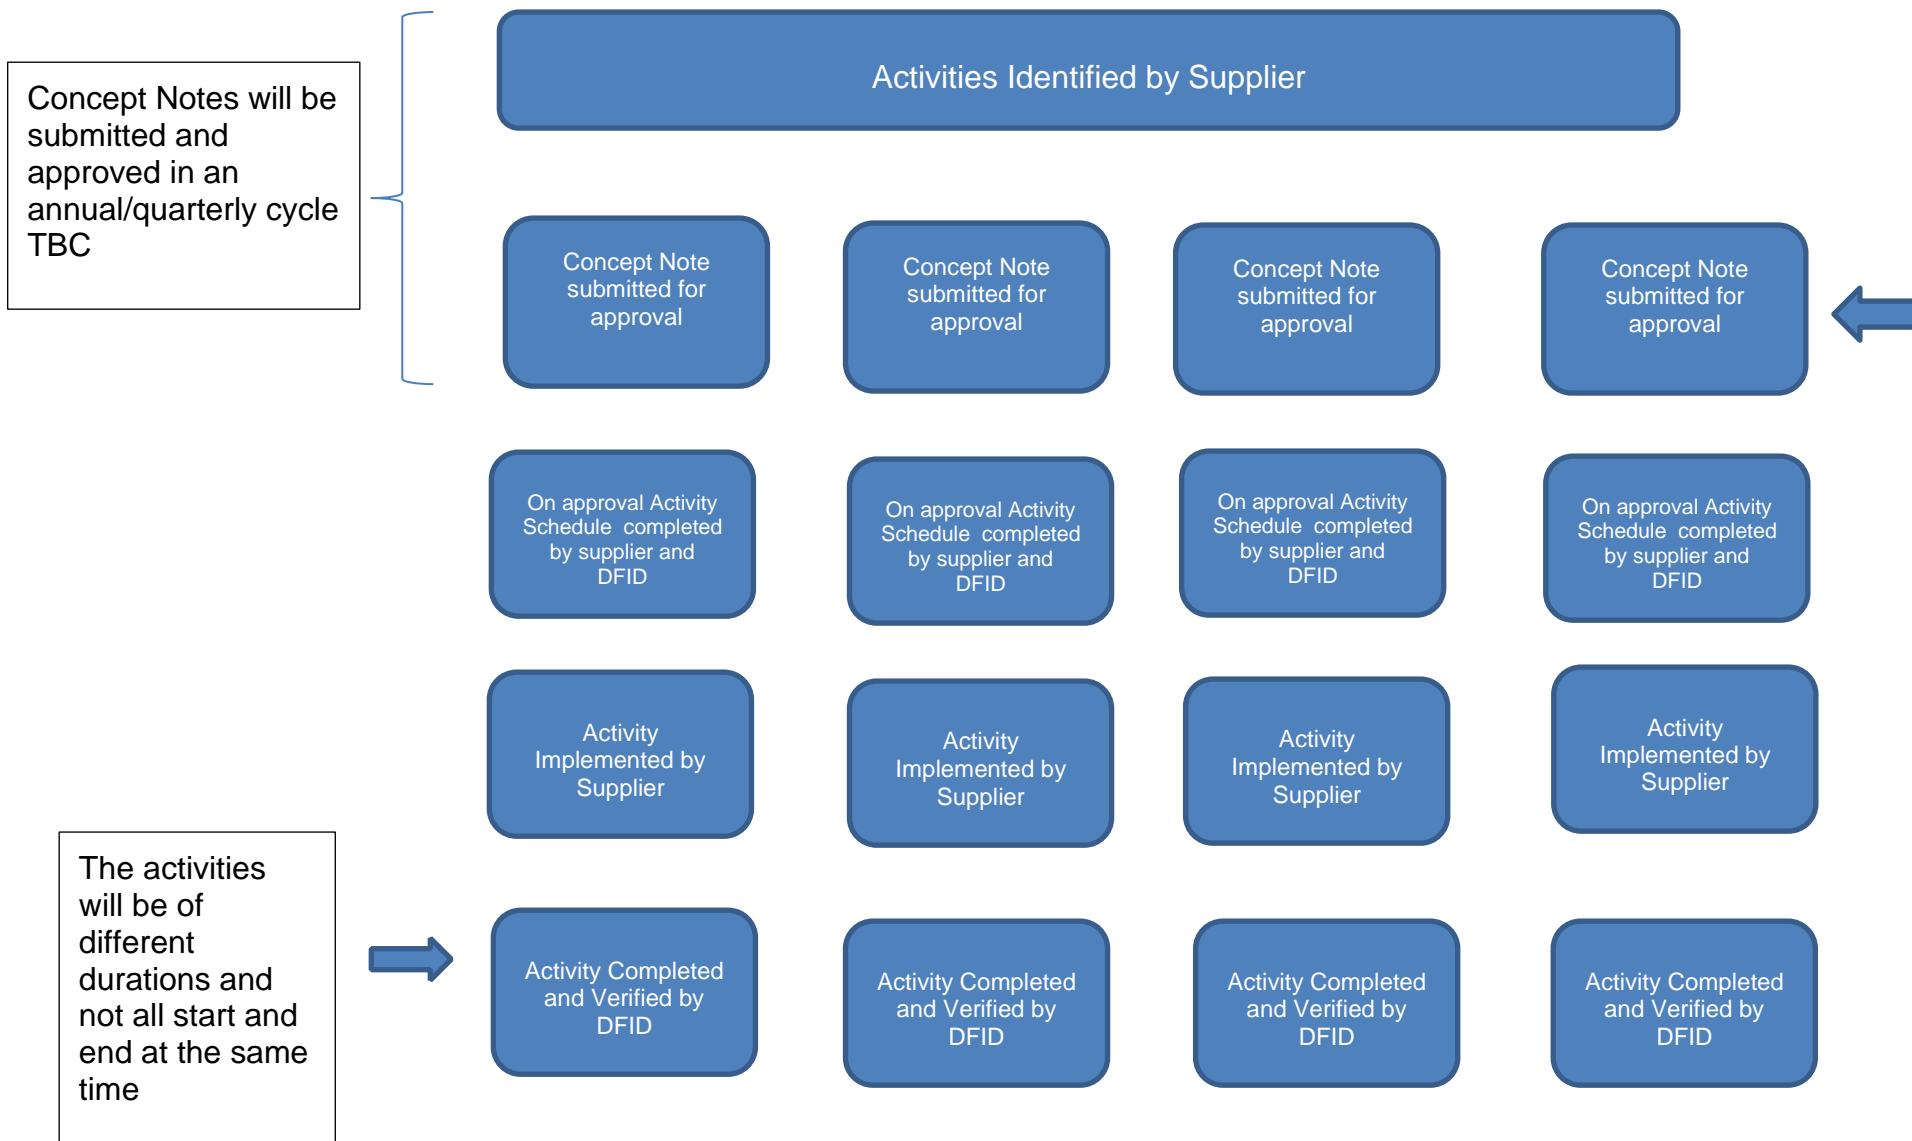 Activities Identified by Supplier
Concept Notes will be
submitted and
approved in an
annual/quarterly cycle
TBC
Concept Note
submitted for
approval
Concept Note
submitted for
approval
Concept Note
submitted for
approval
Concept Note
submitted for
approval
On approval Activity
Schedule  completed
by supplier and
DFID
On approval Activity
Schedule  completed
by supplier and
DFID
On approval Activity
Schedule  completed
by supplier and
DFID
On approval Activity
Schedule  completed
by supplier and
DFID
Activity
Implemented by
Supplier
Activity
Implemented by
Supplier
Activity
Implemented by
Supplier
Activity
Implemented by
Supplier
The activities
will be of
different
durations and
not all start and
end at the same
time
Activity Completed
and Verified by
DFID
Activity Completed
and Verified by
DFID
Activity Completed
and Verified by
DFID
Activity Completed
and Verified by
DFID